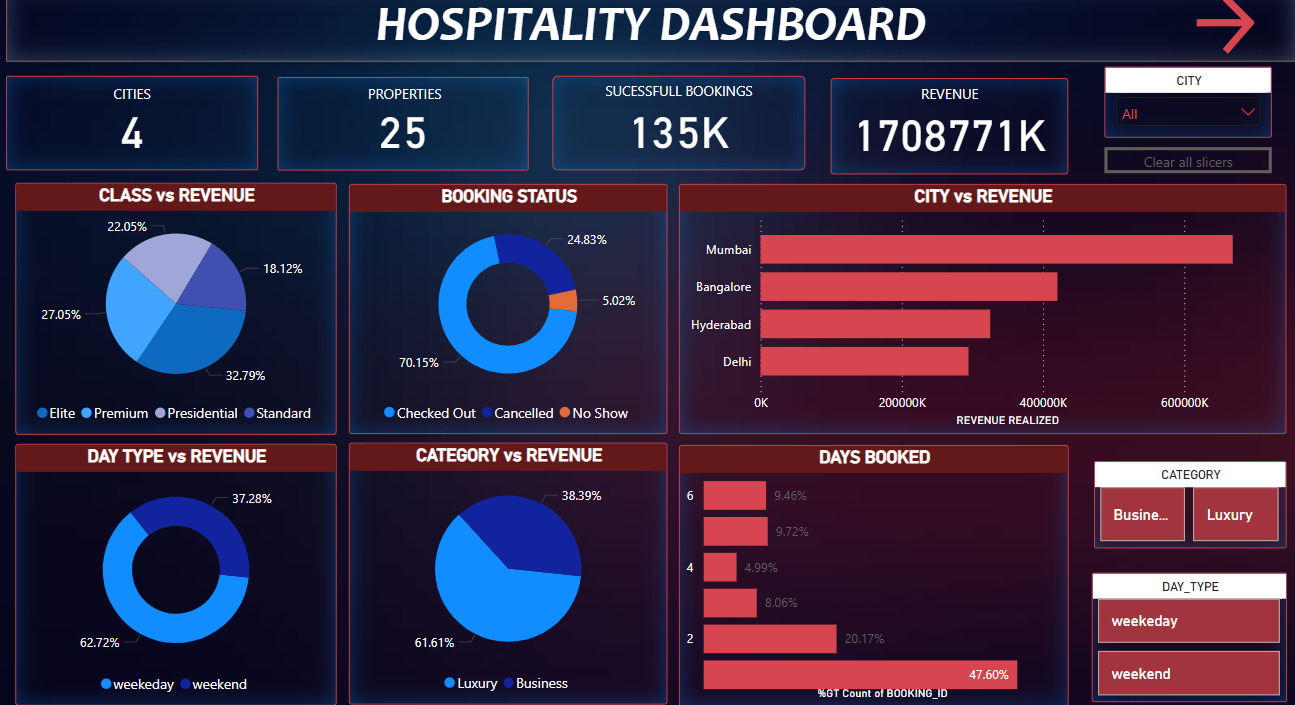 HOSPITALITY DASHBOARD
CITIES
4
PROPERTIES
25
SUCESSFULL BOOKINGS
135K
REVENUE
1708771K
CITY
All
Clear all slicers
CLASS vs REVENUE
22.05%
18.12%
27.05%
32.79%
Elite Premium Presidential Standard
BOOKING STATUS
24.83%
5.02%
70.15%
Checked Out Cancelled No Show
CITY vs REVENUE
Mumbai
Bangalore
Hyderabad
Delhi
0K 200000K 400000K 600000K
REVENUE REALIZED
DAY TYPE vs REVENUE
37.28%
62.72%
weekeday weekend
CATEGORY vs REVENUE
38.39%
61.61%
Luxury Business
DAYS BOOKED
6 9.46%
9.72%
4 4.99%
8.06%
2 20.17%
47.60%
%GT Count of BOOKING_ID
CATEGORY
Busine... Luxury
DAY_TYPE
weekeday
weekend